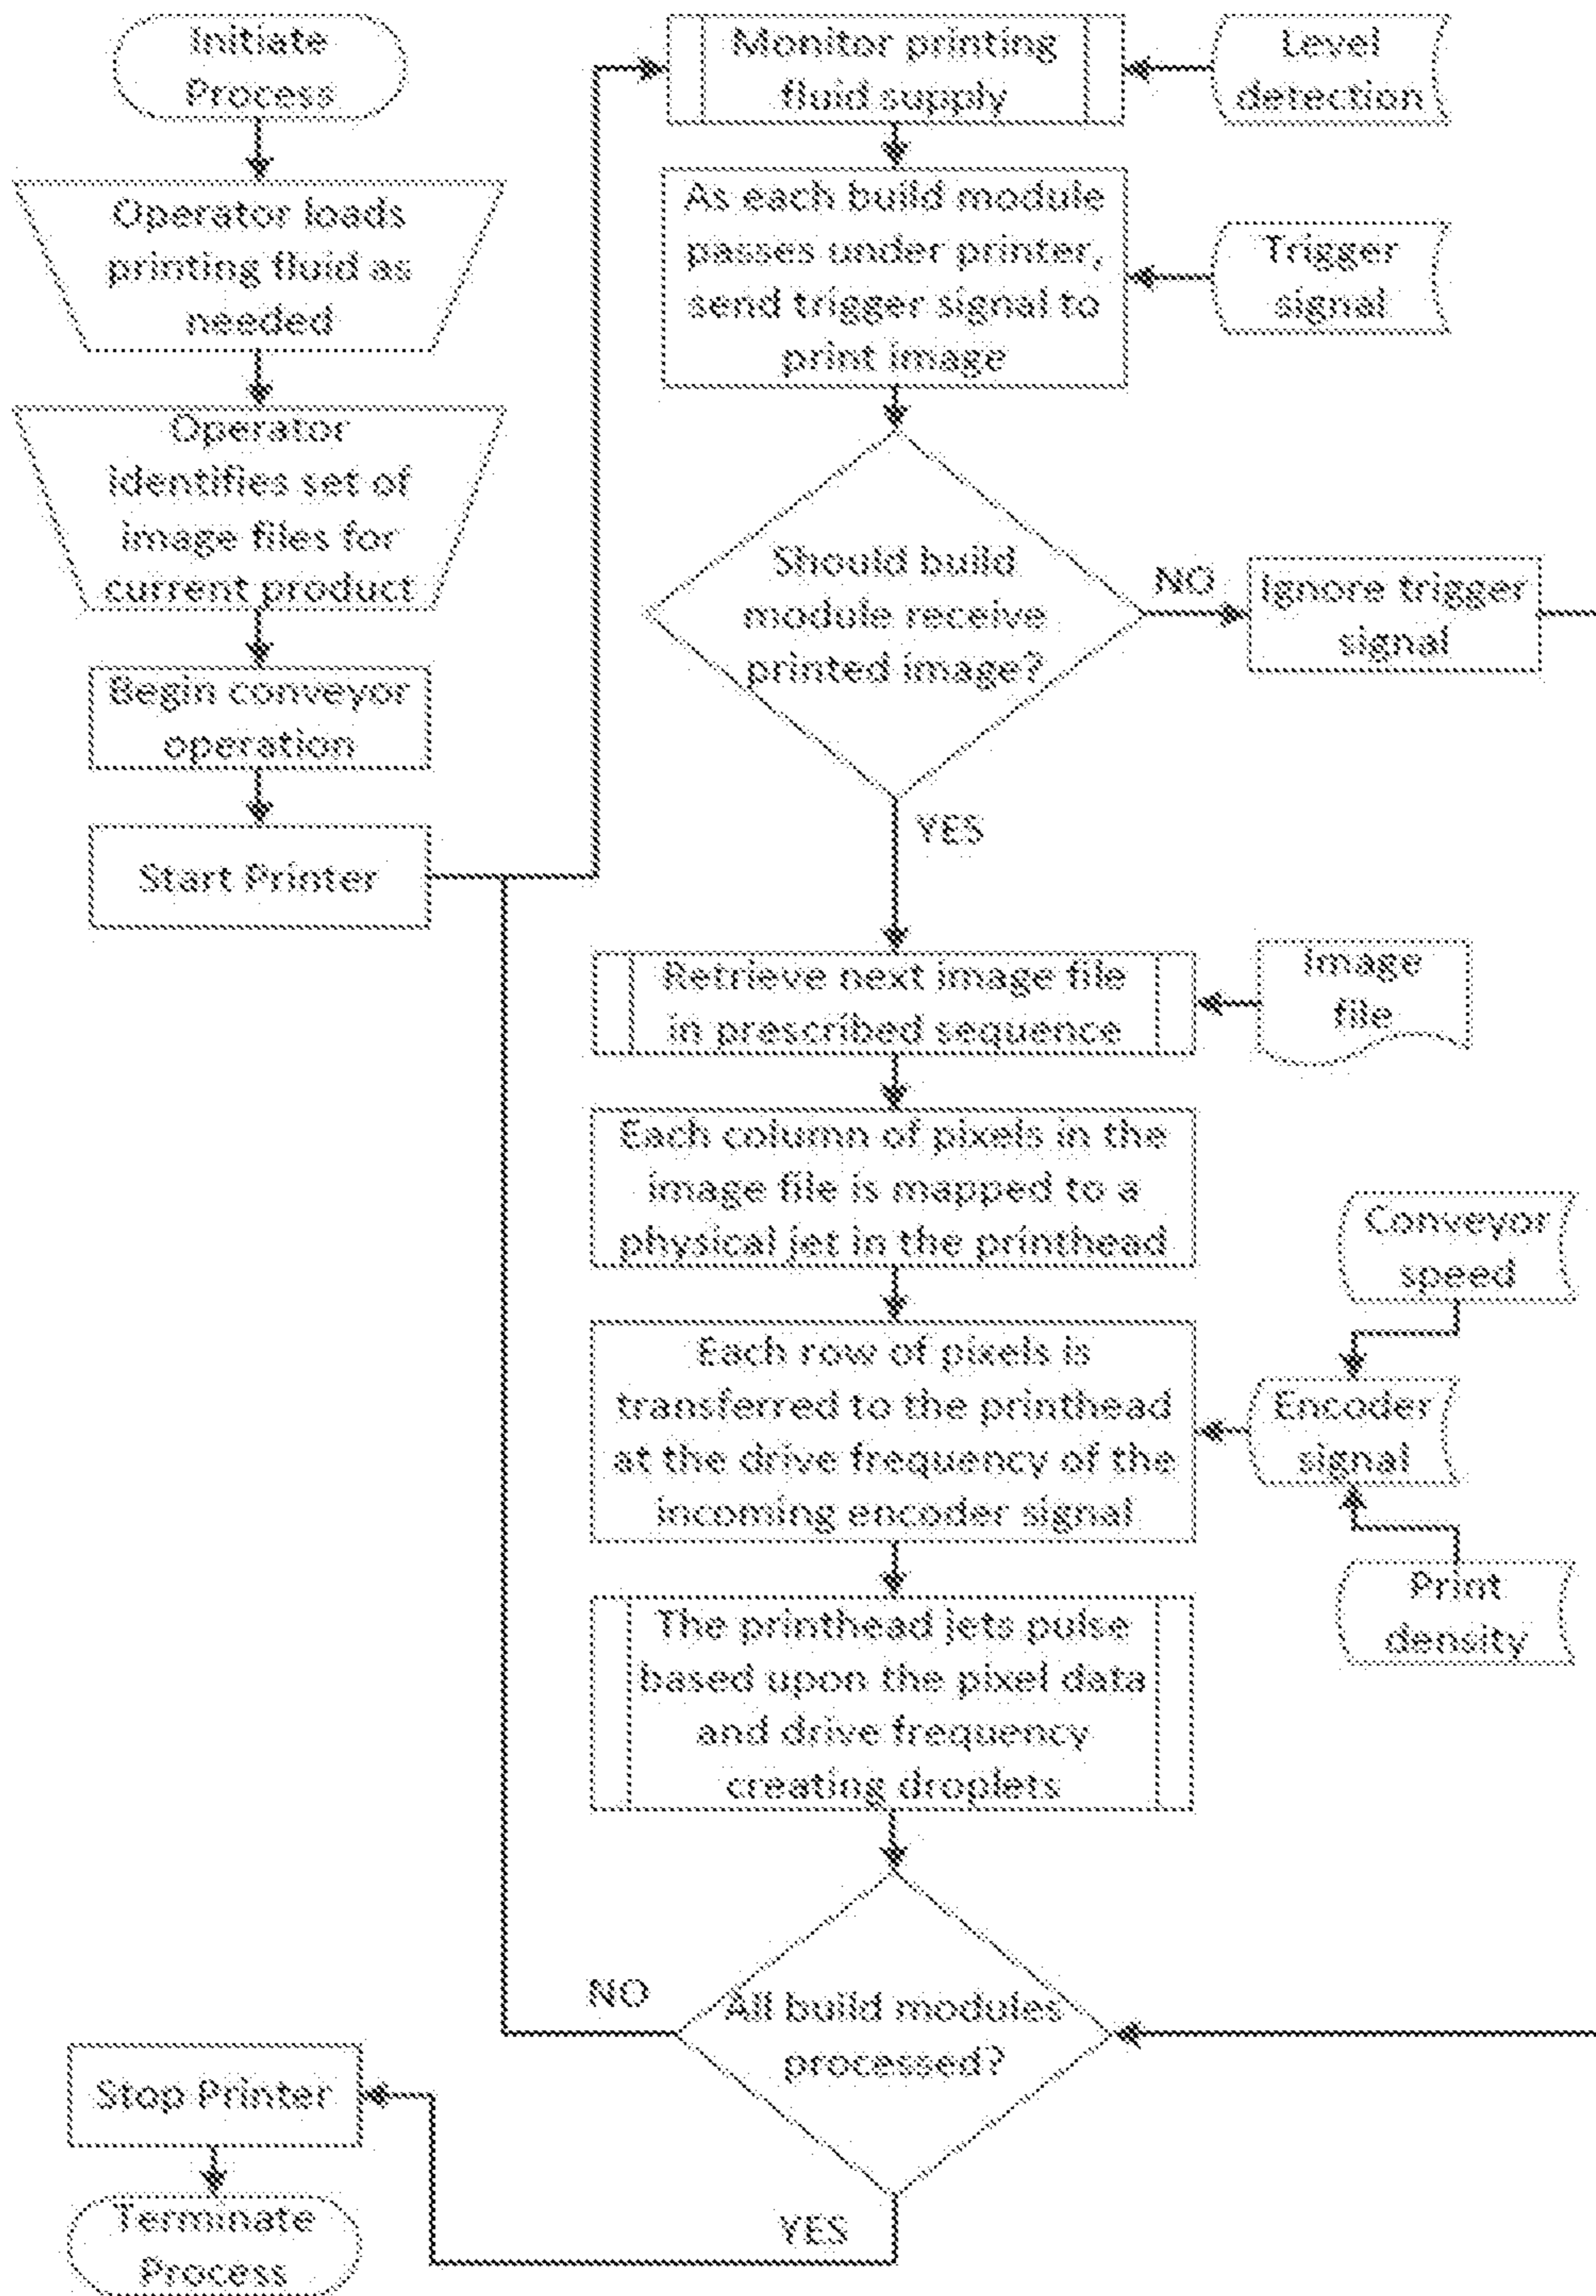 Initiate
Process
Operator loads
printing fluid as
needed
Operator
identifies set of
image files for
current product
Begin conveyor
operation
Start Printer
Monitor printing
fluid supply
Level
detection
As each build module
passes under printer,
send trigger signal to
print image
Trigger
signal
Should build
module receive
printed image?
NO
Ignore trigger
signal
YES
Retrieve next image file
in prescribed sequence
Image
file
Each column of pixels in the
image file is mapped to a
physical jet in the printhead
Conveyor
speed
Each row of pixels is
transferred to the printhead
at the drive frequency of the
incoming encoder signal
Encoder
signal
Print
density
The printhead jets pulse
based upon the pixel data
and drive frequency
creating droplets
All build modules
processed?
NO
YES
Stop Printer
Terminate
Process